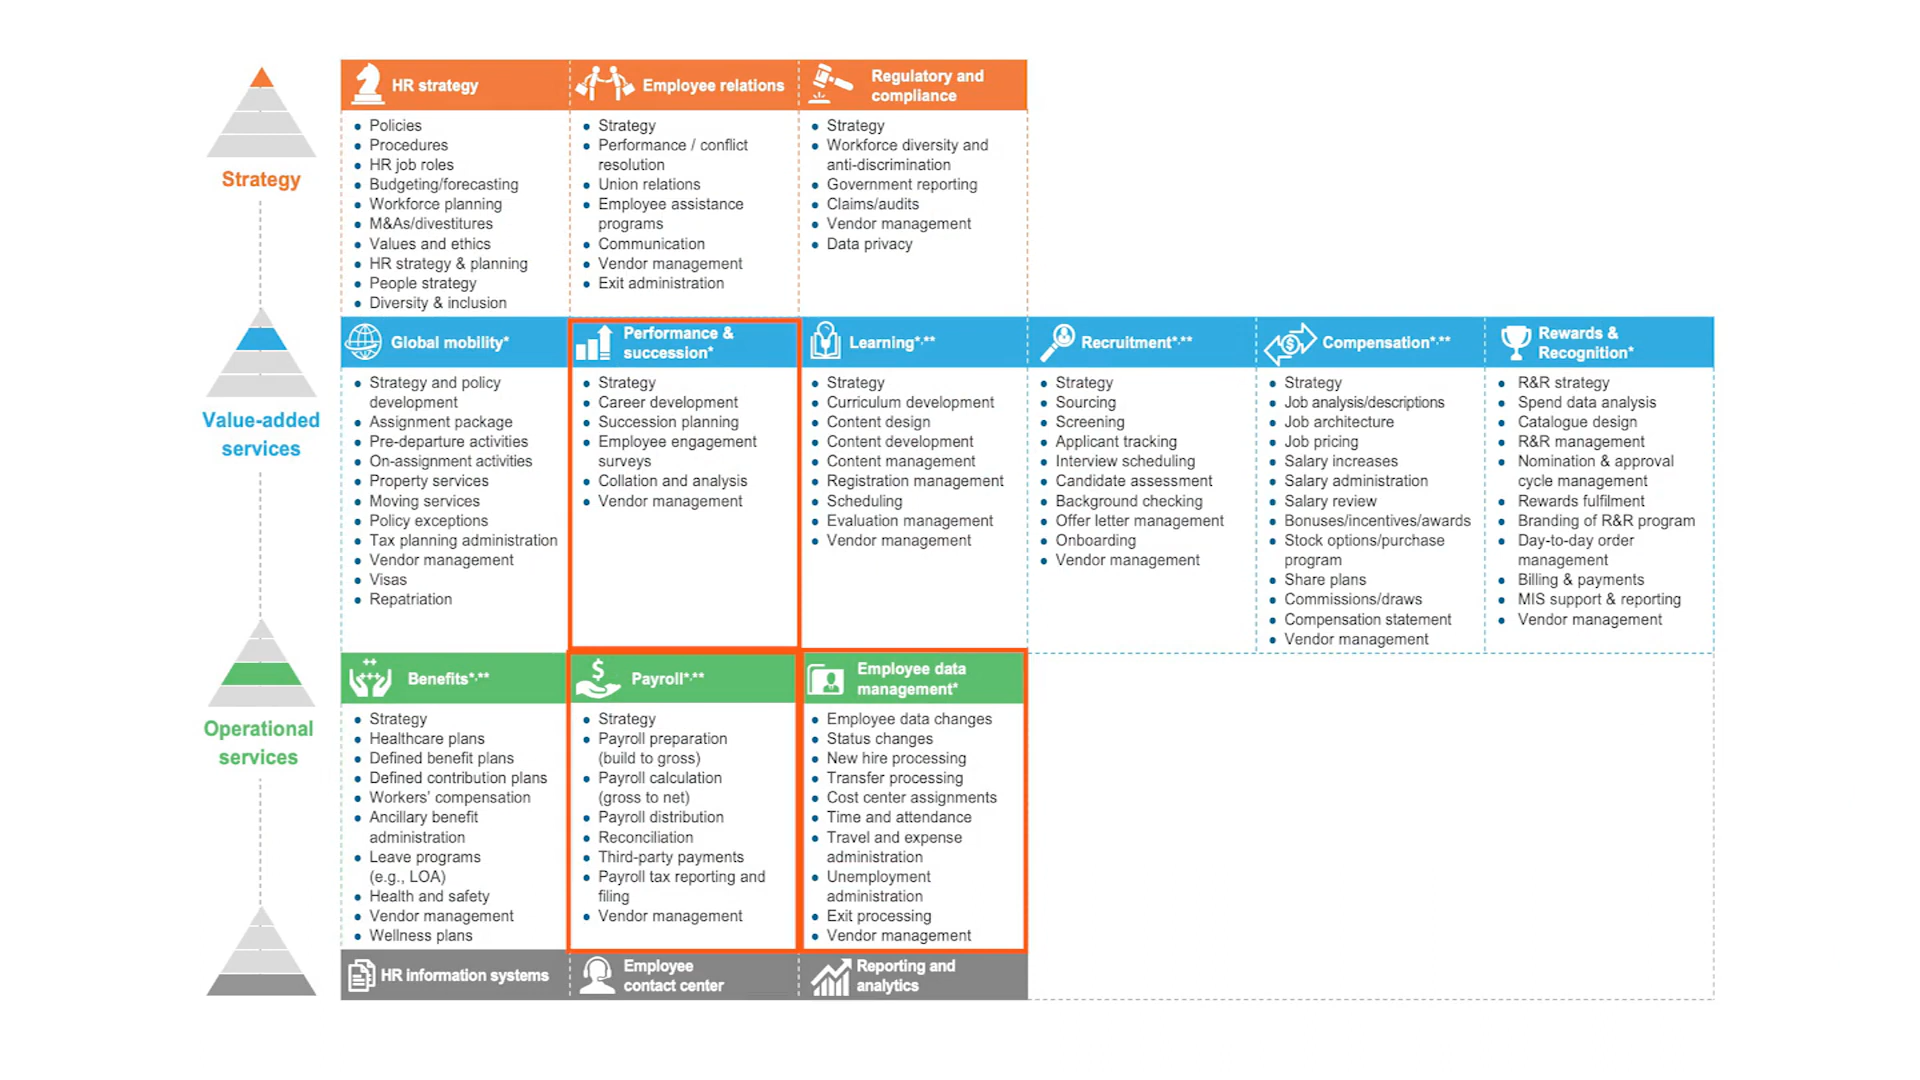 Strategy
HR strategy
Policies
Procedures
HR job roles
Budgeting/forecasting
Workforce planning
M&As/divestitures
Values and ethics
HR strategy & planning
People strategy
Diversity & inclusion
Employee relations
Strategy
Performance / conflict
resolution
Union relations
Employee assistance
programs
Communication
Vendor management
Exit administration
Regulatory and
compliance
Strategy
Workforce diversity and
anti-discrimination
Government reporting
Claims/audits
Vendor management
Data privacy
Value-added
services
Global mobility*
Strategy and policy
development
Assignment package
Pre-departure activities
On-assignment activities
Property services
Moving services
Policy exceptions
Tax planning administration
Vendor management
Visas
Repatriation
Performance &
succession*
Strategy
Career development
Succession planning
Employee engagement
surveys
Collation and analysis
Vendor management
Learning*,**
Strategy
Curriculum development
Content design
Content development
Content management
Registration management
Scheduling
Evaluation management
Vendor management
Recruitment*,**
Strategy
Sourcing
Screening
Applicant tracking
Interview scheduling
Candidate assessment
Background checking
Offer letter management
Onboarding
Vendor management
Compensation*,**
Strategy
Job analysis/descriptions
Job architecture
Job pricing
Salary increases
Salary administration
Salary review
Bonuses/incentives/awards
Stock options/purchase
program
Share plans
Commissions/draws
Compensation statement
Vendor management
Rewards &
Recognition*
R&R strategy
Spend data analysis
Catalogue design
R&R management
Nomination & approval
cycle management
Rewards fulfilment
Branding of R&R program
Day-to-day order
management
Billing & payments
MIS support & reporting
Vendor management
Operational
services
Benefits*,**
Strategy
Healthcare plans
Defined benefit plans
Defined contribution plans
Workers' compensation
Ancillary benefit
administration
Leave programs
(e.g., LOA)
Health and safety
Vendor management
Wellness plans
Payroll*,**
Strategy
Payroll preparation
(build to gross)
Payroll calculation
(gross to net)
Payroll distribution
Reconciliation
Third-party payments
Payroll tax reporting and
filing
Vendor management
Employee data
management*
Employee data changes
Status changes
New hire processing
Transfer processing
Cost center assignments
Time and attendance
Travel and expense
administration
Unemployment
administration
Exit processing
Vendor management
HR information systems
Employee
contact center
Reporting and
analytics